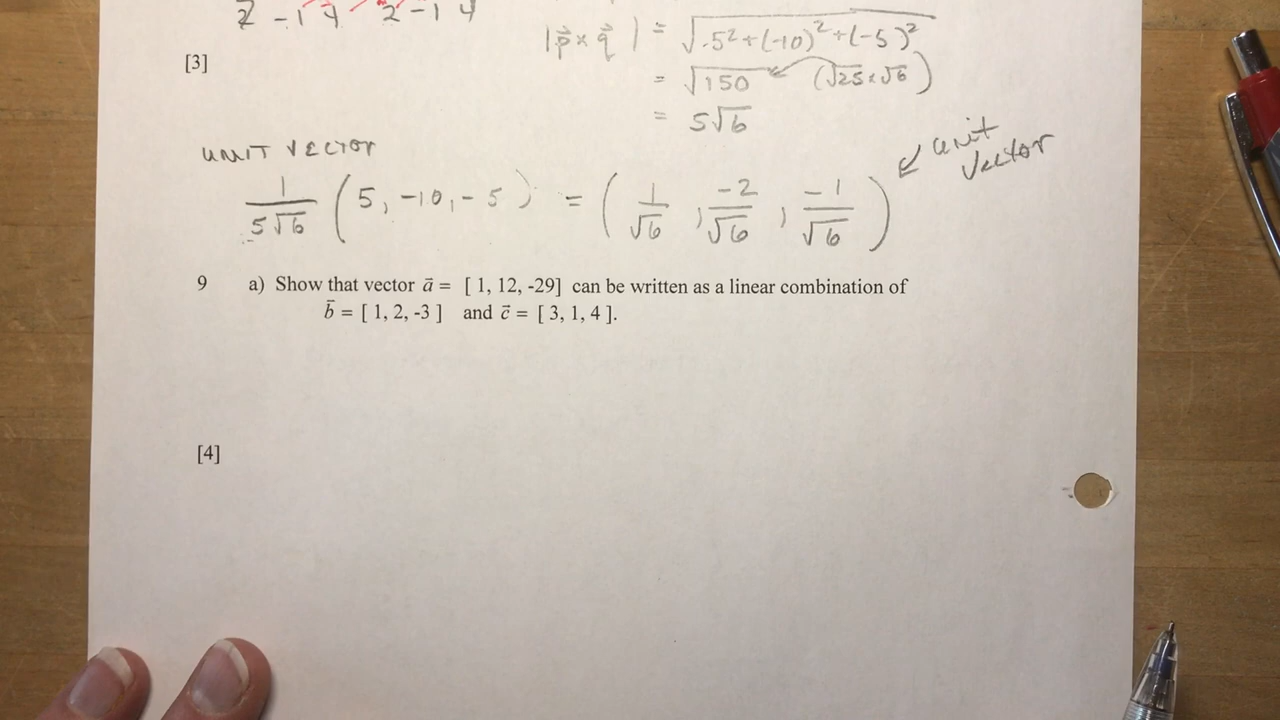 2 -1 4 2 -1 4
|p⃗ × q⃗ | = √.5² + (-10)² + (-5)²
[3]
= √150 (√25 × √6)
= 5√6
UNIT VECTOR
unit vector
1/5√6 (5, -10, -5) = (1/√6, -2/√6, -1/√6)
9 a) Show that vector a⃗ = [ 1, 12, -29] can be written as a linear combination of
b̄ = [ 1, 2, -3 ] and c⃗ = [ 3, 1, 4 ].
[4]